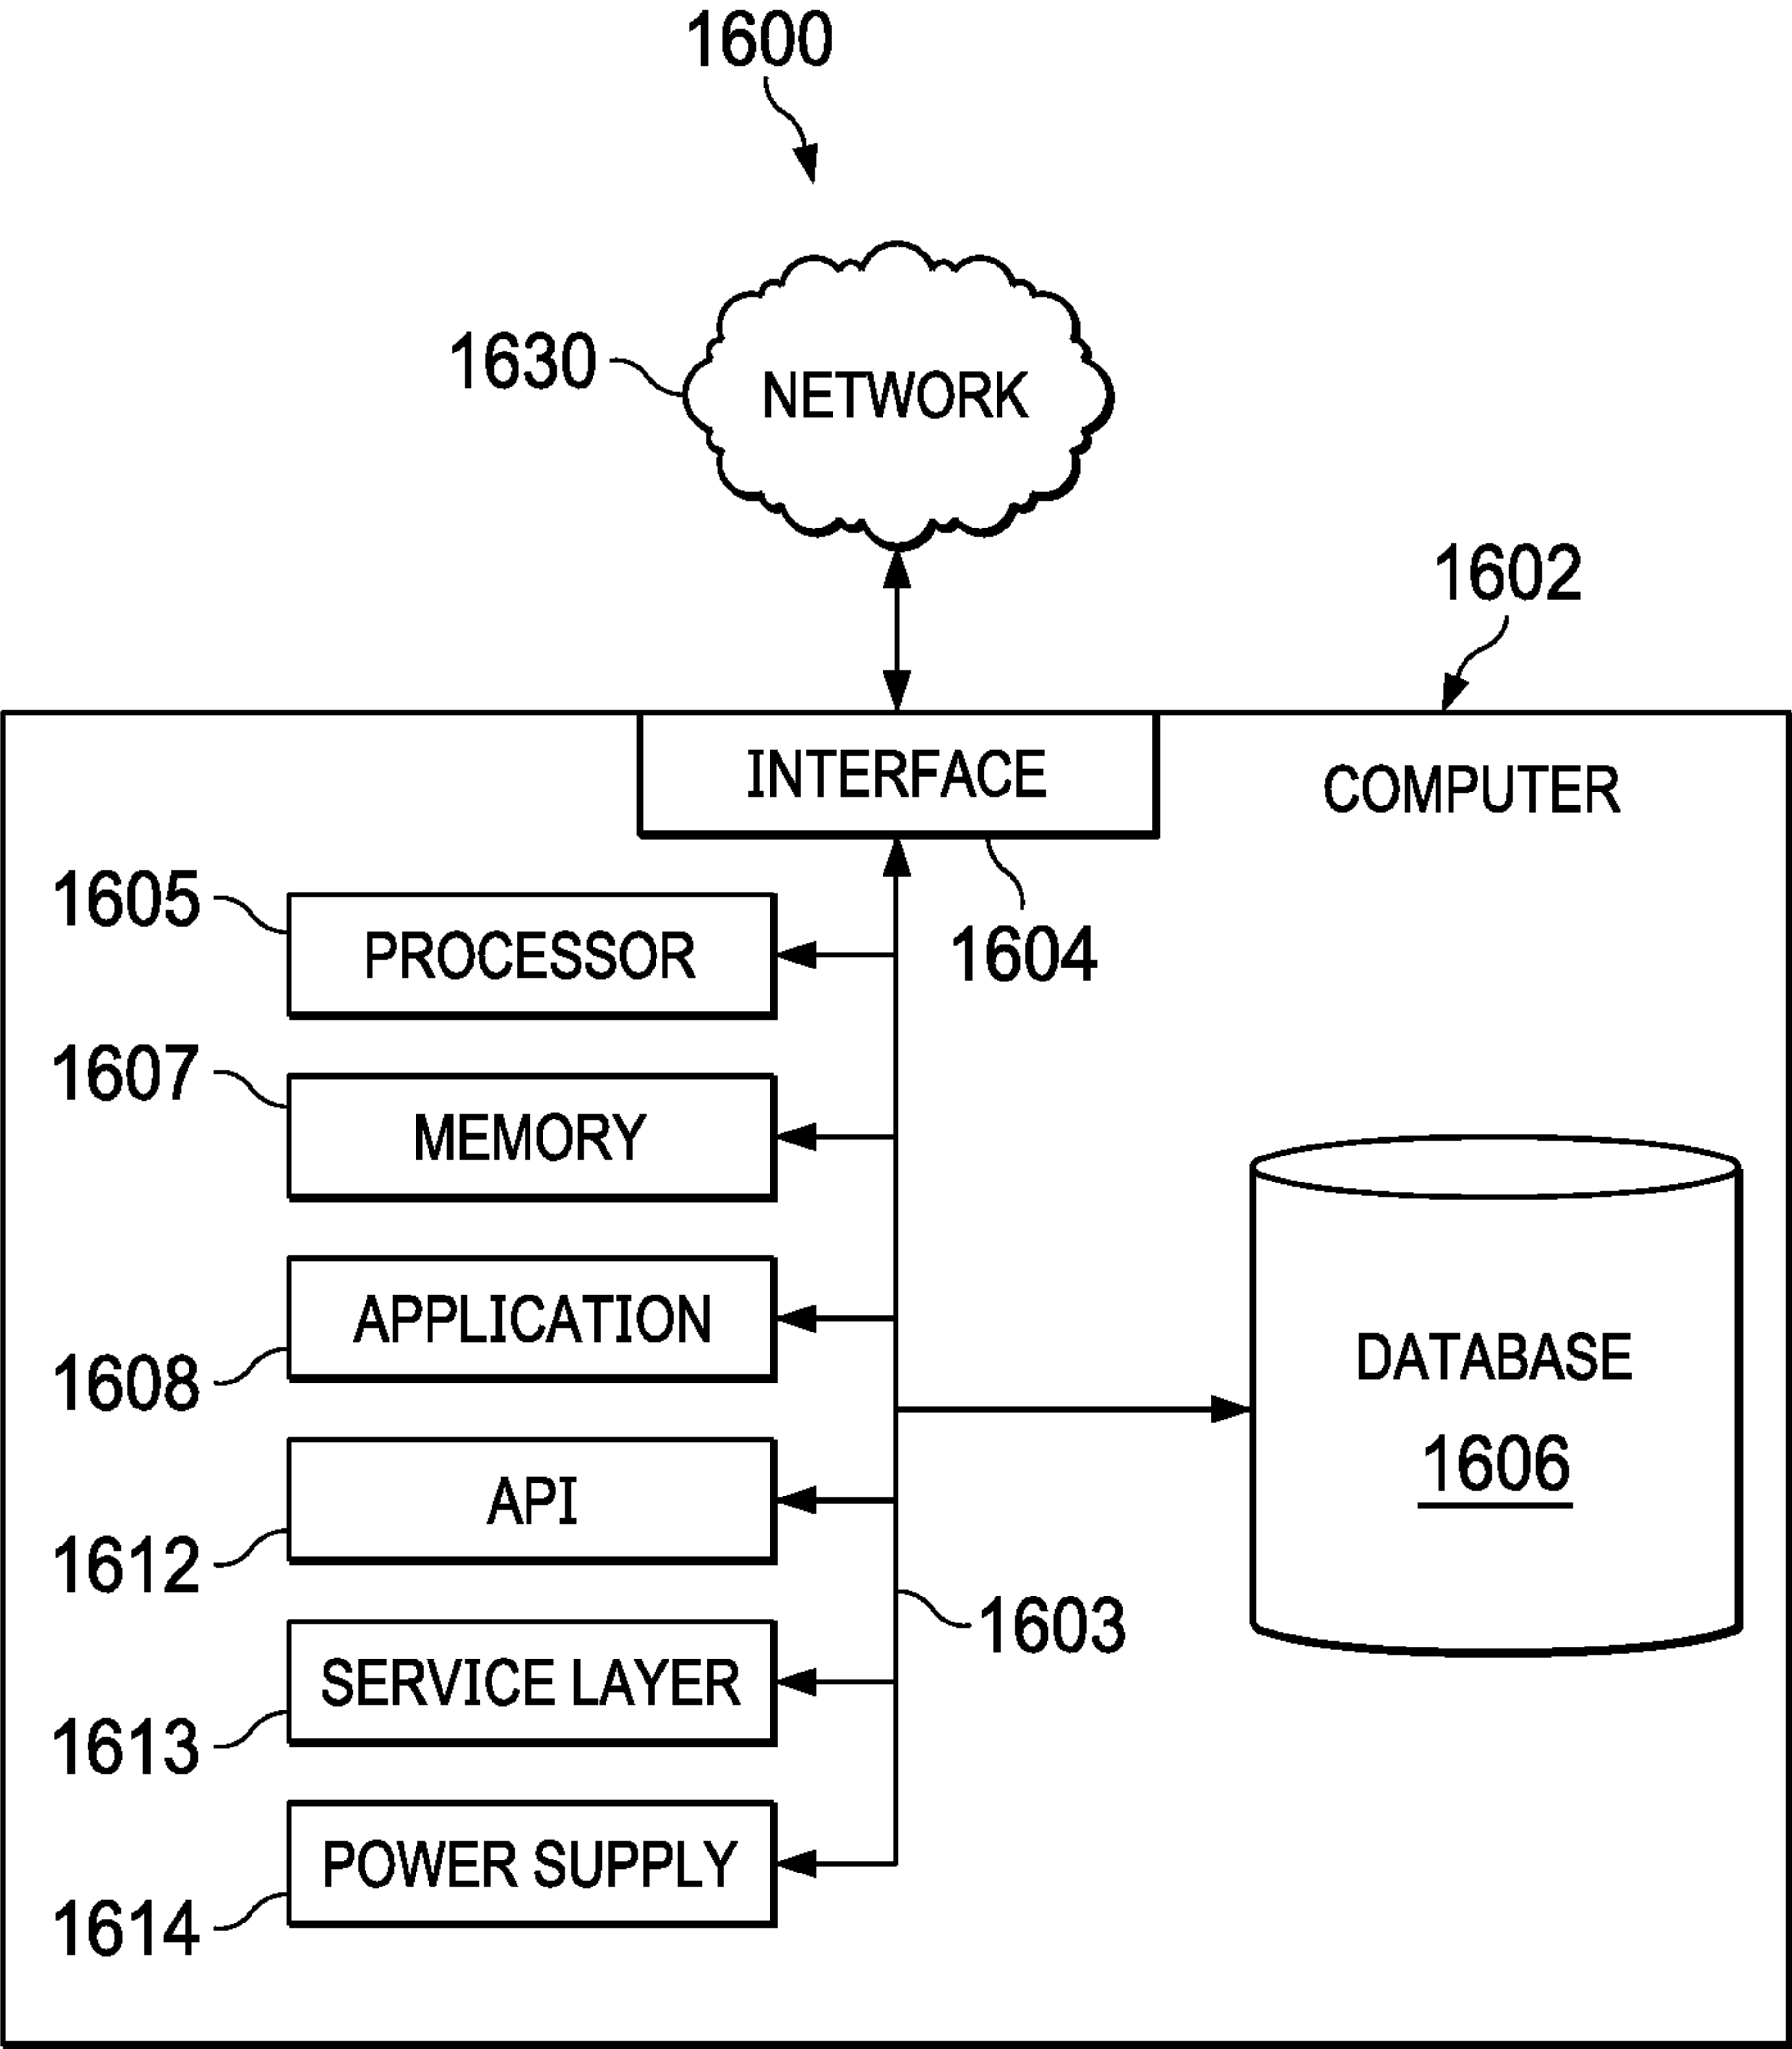 1600
1630
NETWORK
1602
INTERFACE
COMPUTER
1605
PROCESSOR
1604
1607
MEMORY
APPLICATION
1608
DATABASE
1606
API
1612
1603
SERVICE LAYER
1613
POWER SUPPLY
1614